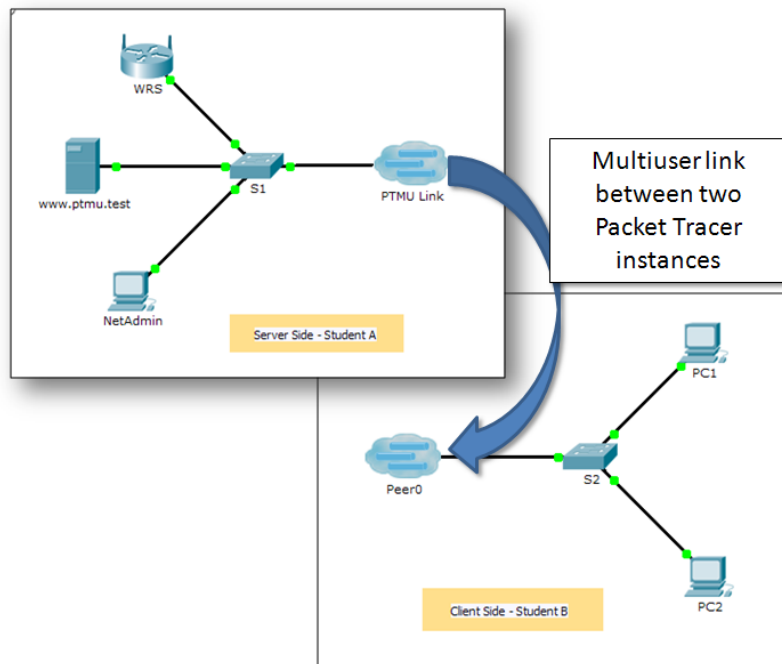 WRS
www.ptmu.test
S1
PTMU Link
NetAdmin
Server Side - Student A
Multiuser link
between two
Packet Tracer
instances
PC1
Peer0
S2
PC2
Client Side - Student B